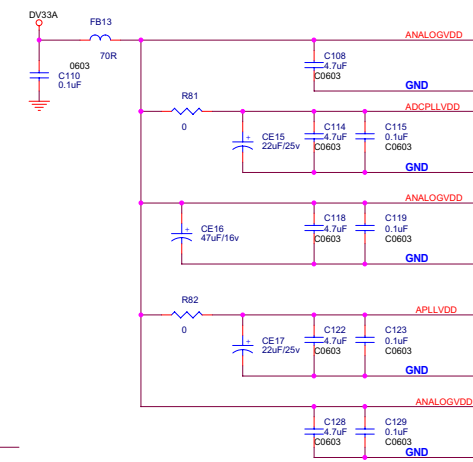 DV33A
FB13
70R
0603
C110
0.1uF
ANALOGVDD
C108
4.7uF
C0603
GND
R81
0
ADCPLLVDD
CE15
22uF/25v
C114
4.7uF
C0603
C115
0.1uF
C0603
GND
ANALOGVDD
CE16
47uF/16v
C118
4.7uF
C0603
C119
0.1uF
C0603
GND
R82
0
APLLVDD
CE17
22uF/25v
C122
4.7uF
C0603
C123
0.1uF
C0603
GND
ANALOGVDD
C128
4.7uF
C0603
C129
0.1uF
C0603
GND